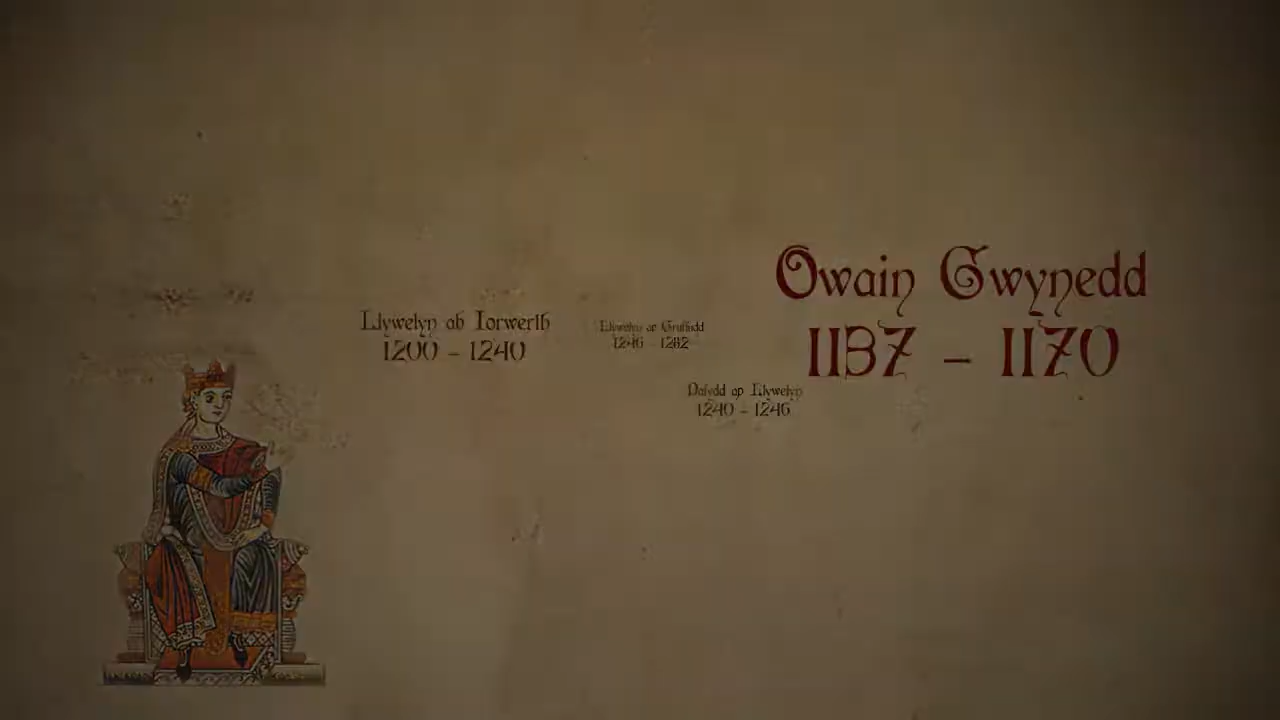 Owain Gwynedd
1137 – 1170
Llywelyn ab Iorwerth
1200 – 1240
Llywelyn ap Gruffudd
1246 – 1282
Dafydd ap Llywelyn
1240 – 1246